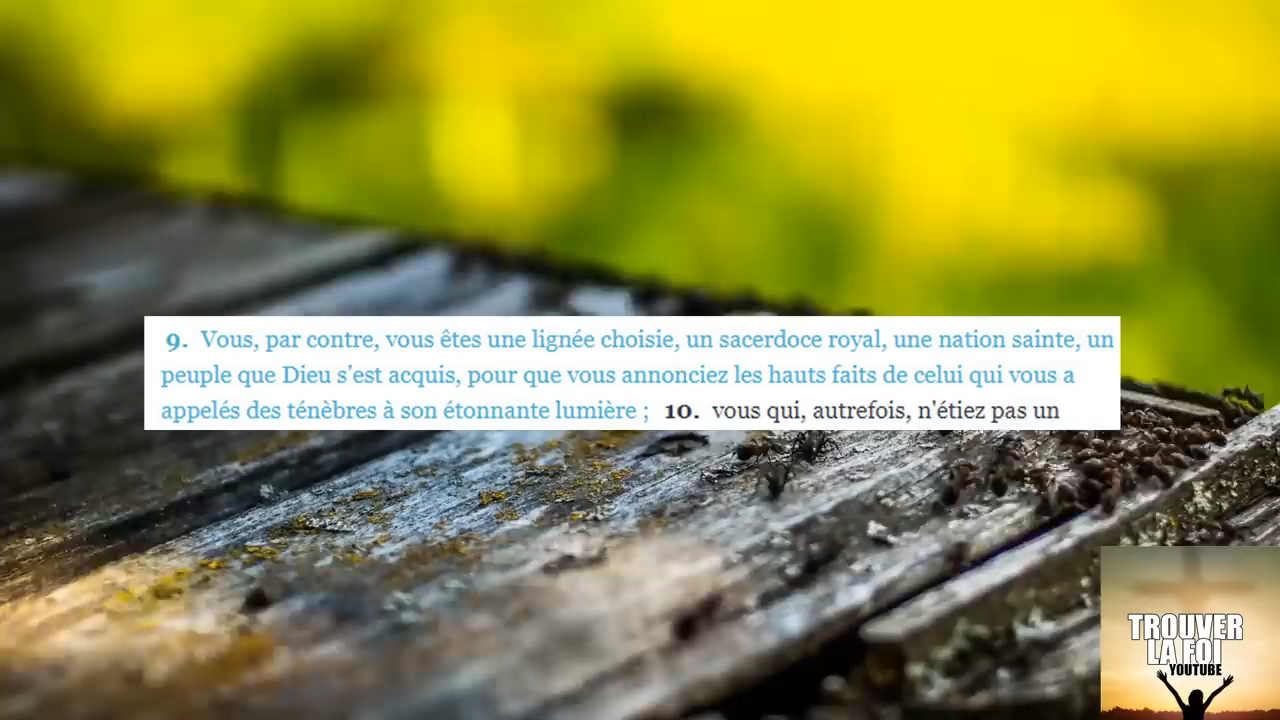 9. Vous, par contre, vous êtes une lignée choisie, un sacerdoce royal, une nation sainte, un
peuple que Dieu s'est acquis, pour que vous annonciez les hauts faits de celui qui vous a
appelés des ténèbres à son étonnante lumière ; 10. vous qui, autrefois, n'étiez pas un
TROUVER
LA FOI
YOUTUBE